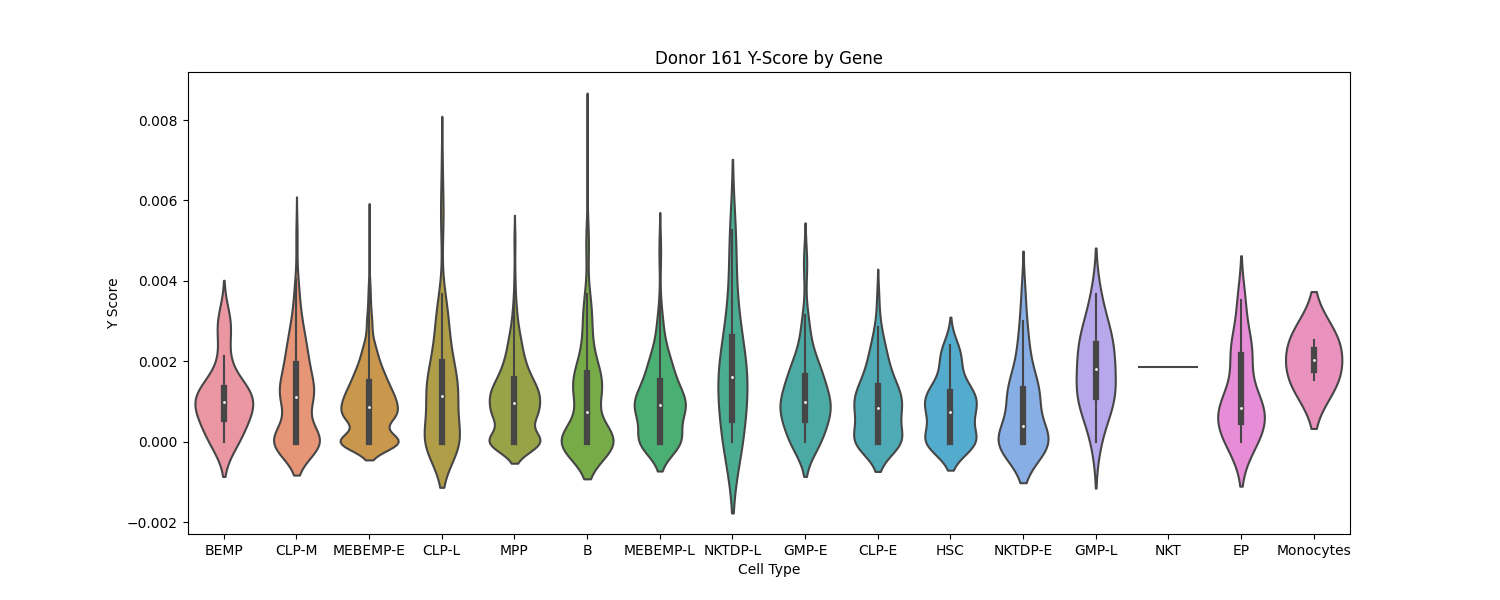 Donor 161 Y-Score by Gene
Y Score
0.008
0.006
0.004
0.002
0.000
−0.002
BEMP CLP-M MEBEMP-E CLP-L MPP B MEBEMP-L NKTDP-L GMP-E CLP-E HSC NKTDP-E GMP-L NKT EP Monocytes
Cell Type